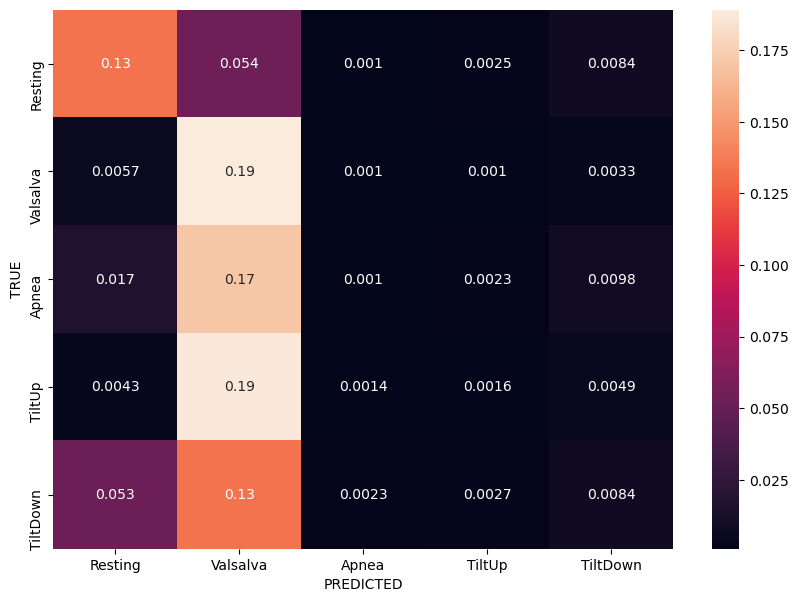 Resting 0.13 0.054 0.001 0.0025 0.0084
Valsalva 0.0057 0.19 0.001 0.001 0.0033
Apnea 0.017 0.17 0.001 0.0023 0.0098
TiltUp 0.0043 0.19 0.0014 0.0016 0.0049
TiltDown 0.053 0.13 0.0023 0.0027 0.0084
TRUE
Resting Valsalva Apnea TiltUp TiltDown
PREDICTED
0.175
0.150
0.125
0.100
0.075
0.050
0.025